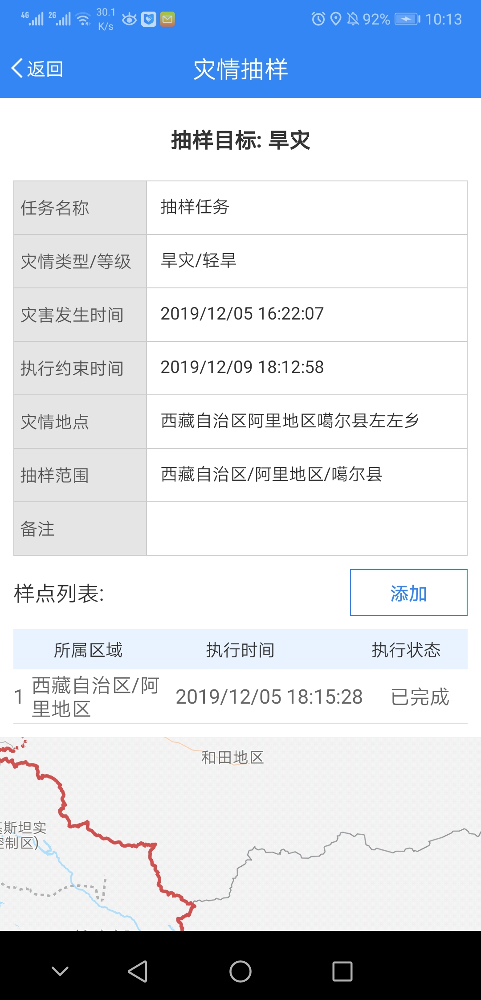 4G 2G 30.1 K/s 92% 10:13
返回 灾情抽样
抽样目标: 旱灾
任务名称 抽样任务
灾情类型/等级 旱灾/轻旱
灾害发生时间 2019/12/05 16:22:07
执行约束时间 2019/12/09 18:12:58
灾情地点 西藏自治区阿里地区噶尔县左左乡
抽样范围 西藏自治区/阿里地区/噶尔县
备注
样点列表: 添加
所属区域 执行时间 执行状态
1 西藏自治区/阿里地区 2019/12/05 18:15:28 已完成
和田地区
斯坦实
制区)